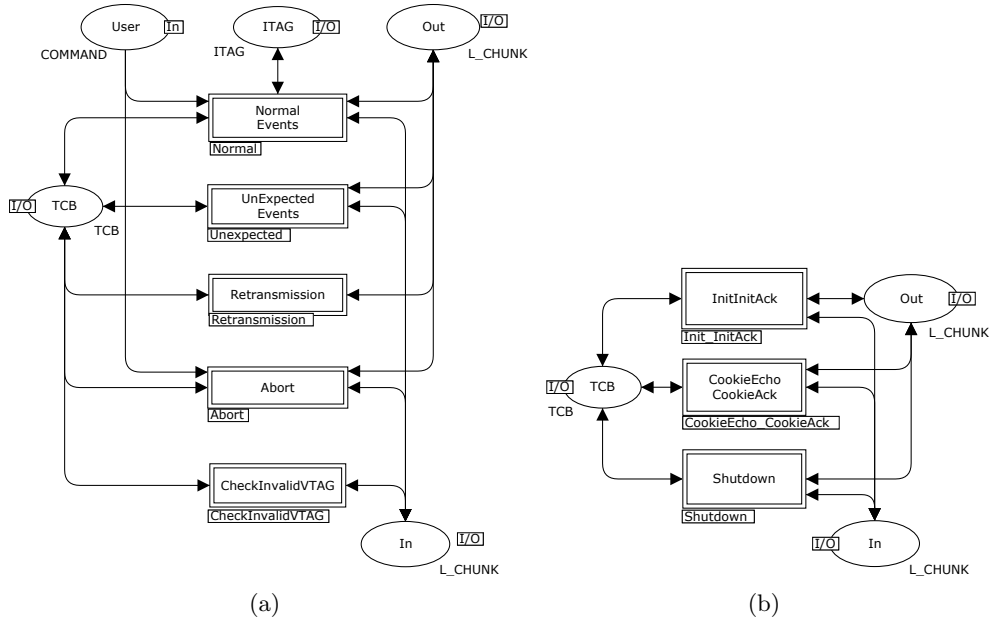 User In
COMMAND
ITAG I/O
ITAG
Out I/O
L_CHUNK
Normal
Events
Normal
I/O TCB
TCB
UnExpected
Events
Unexpected
Retransmission
Retransmission
Abort
Abort
CheckInvalidVTAG
CheckInvalidVTAG
In I/O
L_CHUNK
(a)
InitInitAck
Init_InitAck
Out I/O
L_CHUNK
I/O TCB
TCB
CookieEcho
CookieAck
CookieEcho_CookieAck
Shutdown
Shutdown
I/O In
L_CHUNK
(b)